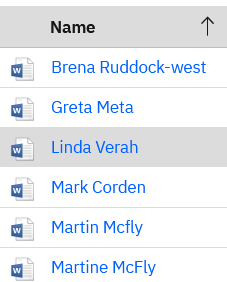 Name
Brena Ruddock-west
Greta Meta
Linda Verah
Mark Corden
Martin Mcfly
Martine McFly